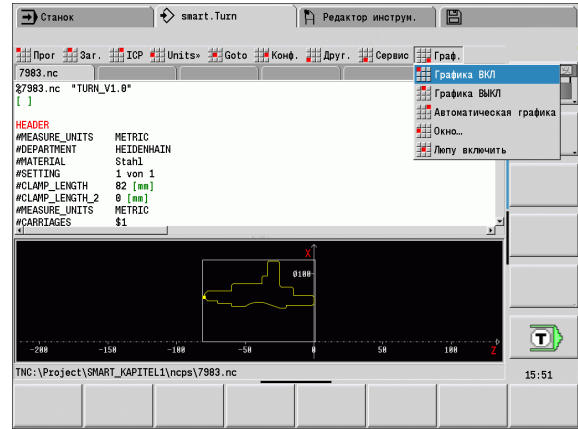 Станок
smart.Turn
Редактор инструм.
Прог Заг. ICP Units» Goto Конф. Друг. Сервис Граф.
7983.nc
Графика ВКЛ
Графика ВЫКЛ
Автоматическая графика
Окно…
Лупу включить
%7983.nc "TURN_V1.0"
[ ]
HEADER
#MEASURE_UNITS METRIC
#DEPARTMENT HEIDENHAIN
#MATERIAL Stahl
#SETTING 1 von 1
#CLAMP_LENGTH 82 [mm]
#CLAMP_LENGTH_2 0 [mm]
#MEASURE_UNITS METRIC
#CARRIAGES $1
X
Ø100
-200 -150 -100 -50 0 50 100 Z
T
TNC:\Project\SMART_KAPITEL1\ncps\7983.nc
15:51